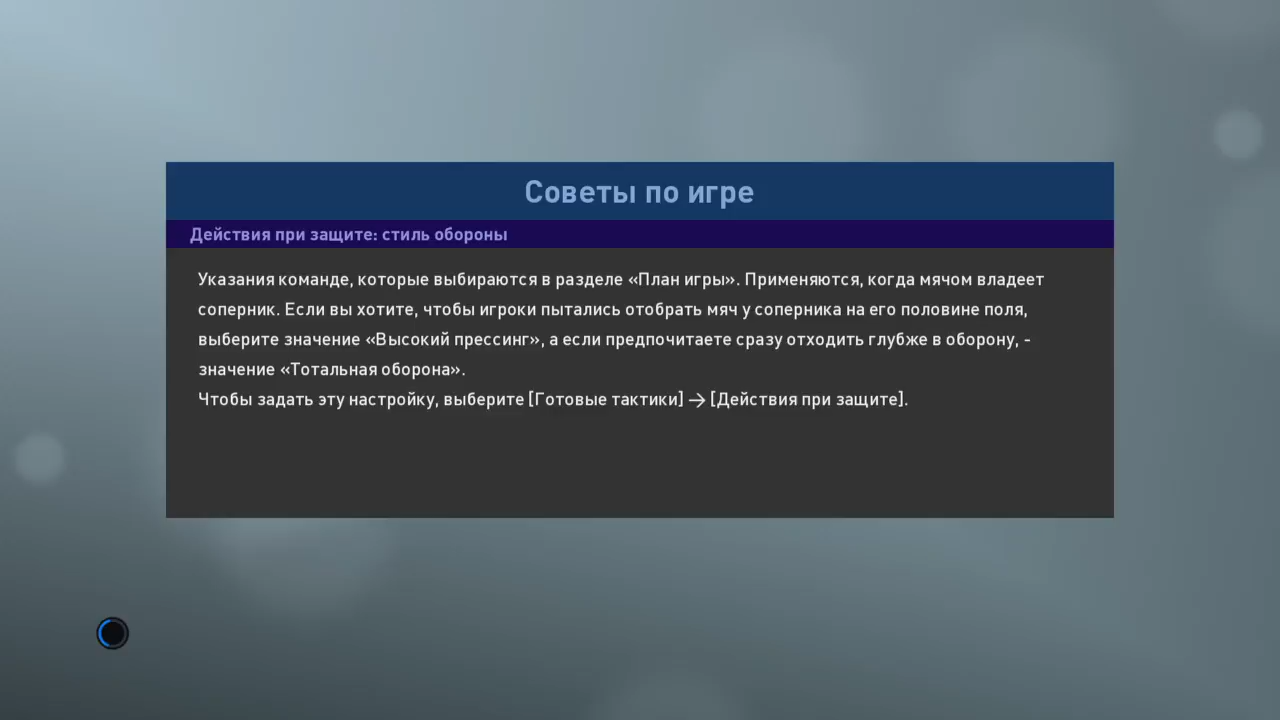 Советы по игре
Действия при защите: стиль обороны
Указания команде, которые выбираются в разделе «План игры». Применяются, когда мячом владеет
соперник. Если вы хотите, чтобы игроки пытались отобрать мяч у соперника на его половине поля,
выберите значение «Высокий прессинг», а если предпочитаете сразу отходить глубже в оборону, -
значение «Тотальная оборона».
Чтобы задать эту настройку, выберите [Готовые тактики] → [Действия при защите].